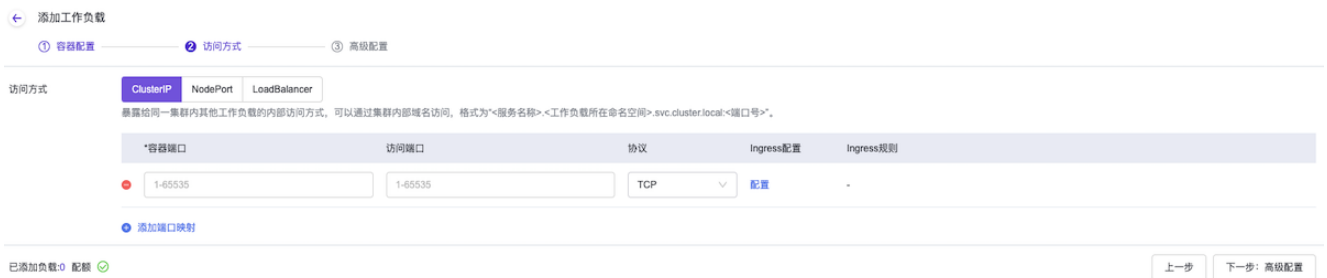 添加工作负载
① 容器配置 ② 访问方式 ③ 高级配置
访问方式 ClusterIP NodePort LoadBalancer
暴露给同一集群内其他工作负载的内部访问方式，可以通过集群内部域名访问，格式为“<服务名称>.<工作负载所在命名空间>.svc.cluster.local:<端口号>”。
*容器端口 访问端口 协议 Ingress配置 Ingress规则
1-65535 1-65535 TCP 配置 -
添加端口映射
已添加负载:0 配额 上一步 下一步：高级配置